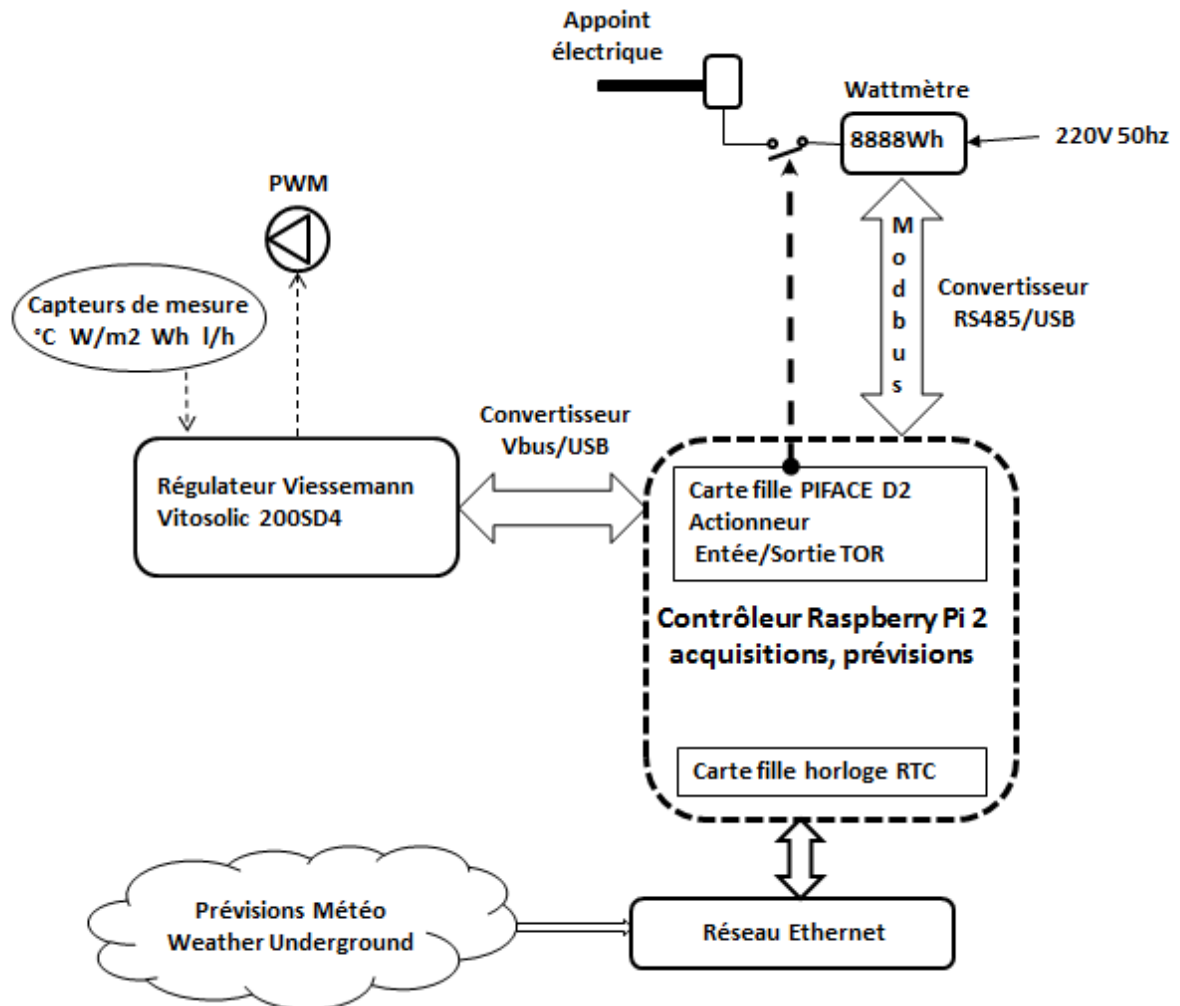 Appoint
électrique
Wattmètre
8888Wh
220V 50hz
PWM
Modbus
Capteurs de mesure
°C W/m2 Wh l/h
Convertisseur
RS485/USB
Convertisseur
Vbus/USB
Régulateur Viessemann
Vitosolic 200SD4
Carte fille PIFACE D2
Actionneur
Entée/Sortie TOR
Contrôleur Raspberry Pi 2
acquisitions, prévisions
Carte fille horloge RTC
Prévisions Météo
Weather Underground
Réseau Ethernet